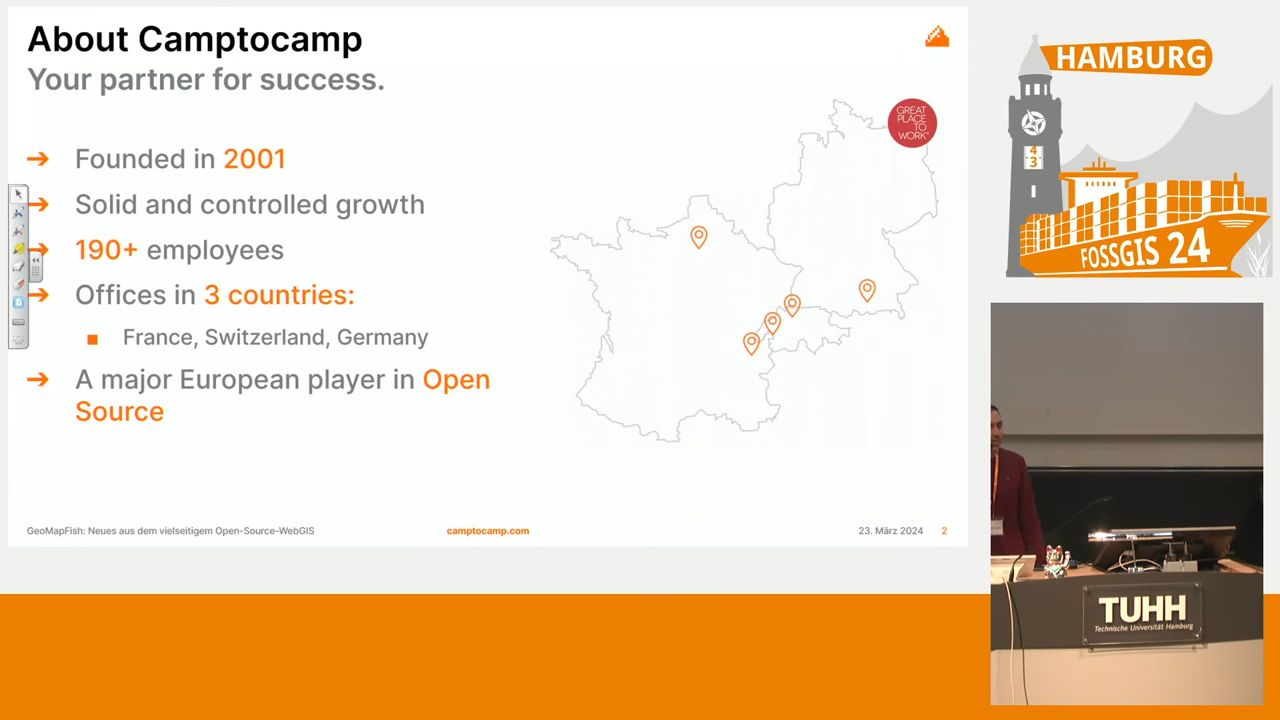 About Camptocamp
Your partner for success.
GREAT
PLACE
TO
WORK
➔ Founded in 2001
➔ Solid and controlled growth
➔ 190+ employees
➔ Offices in 3 countries:
■ France, Switzerland, Germany
➔ A major European player in Open
Source
GeoMapFish: Neues aus dem vielseitigem Open-Source-WebGIS
camptocamp.com
23. März 2024
2
HAMBURG
4
3
FOSSGIS 24
TUHH
Technische Universität Hamburg